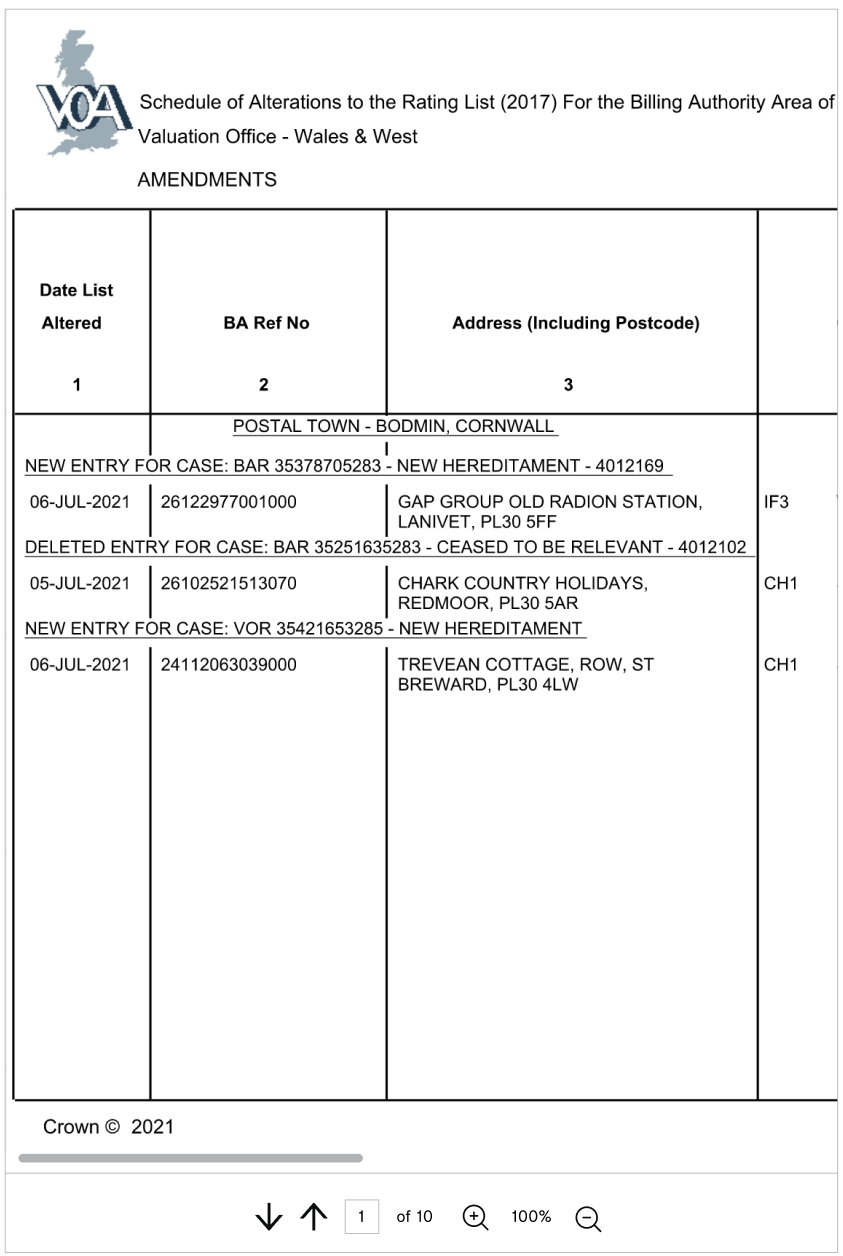 VOA
Schedule of Alterations to the Rating List (2017) For the Billing Authority Area of
Valuation Office - Wales & West
AMENDMENTS
Date List
Altered
BA Ref No
Address (Including Postcode)
1
2
3
POSTAL TOWN - BODMIN, CORNWALL
NEW ENTRY FOR CASE: BAR 35378705283 - NEW HEREDITAMENT - 4012169
06-JUL-2021 26122977001000 GAP GROUP OLD RADION STATION, IF3
LANIVET, PL30 5FF
DELETED ENTRY FOR CASE: BAR 35251635283 - CEASED TO BE RELEVANT - 4012102
05-JUL-2021 26102521513070 CHARK COUNTRY HOLIDAYS, CH1
REDMOOR, PL30 5AR
NEW ENTRY FOR CASE: VOR 35421653285 - NEW HEREDITAMENT
06-JUL-2021 24112063039000 TREVEAN COTTAGE, ROW, ST CH1
BREWARD, PL30 4LW
Crown © 2021
1 of 10 100%